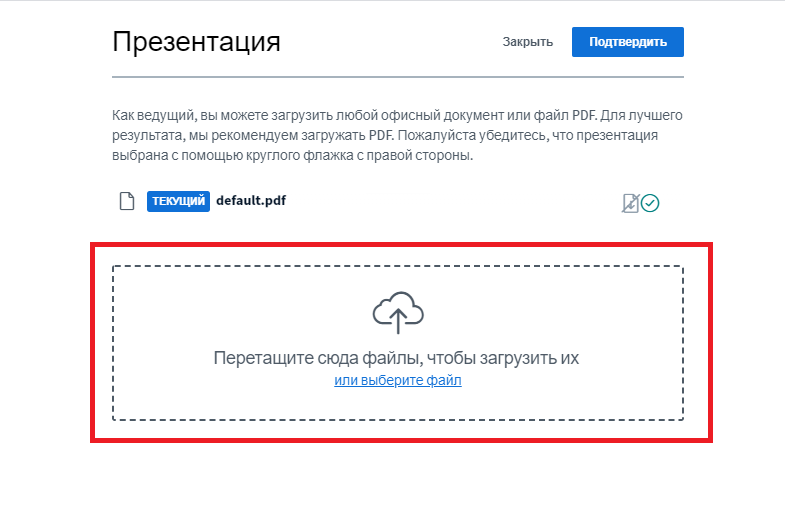 Презентация
Закрыть
Подтвердить
Как ведущий, вы можете загрузить любой офисный документ или файл PDF. Для лучшего
результата, мы рекомендуем загружать PDF. Пожалуйста убедитесь, что презентация
выбрана с помощью круглого флажка с правой стороны.
ТЕКУЩИЙ default.pdf
Перетащите сюда файлы, чтобы загрузить их
или выберите файл